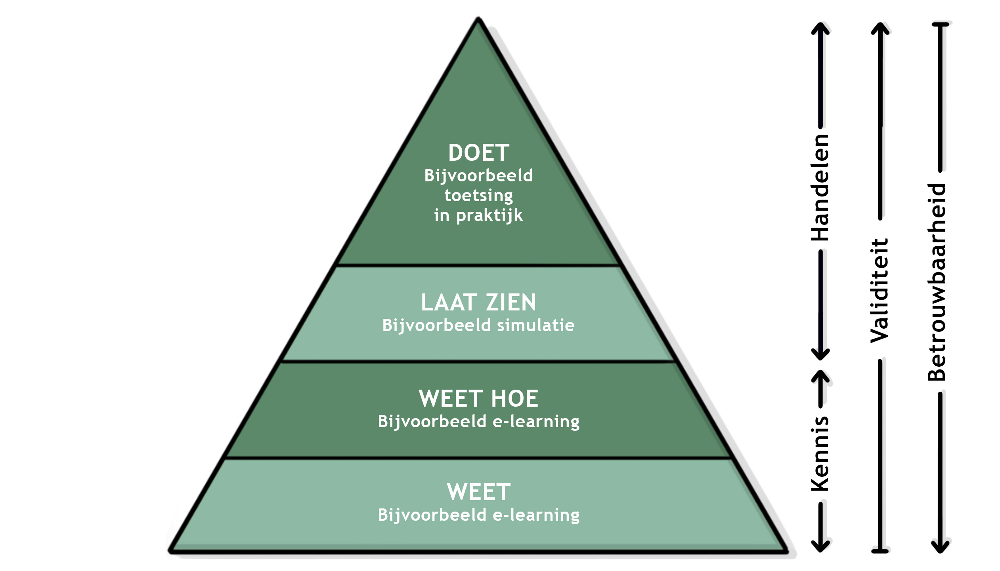 DOET
Bijvoorbeeld
toetsing
in praktijk
LAAT ZIEN
Bijvoorbeeld simulatie
WEET HOE
Bijvoorbeeld e-learning
WEET
Bijvoorbeeld e-learning
Handelen
Kennis
Validiteit
Betrouwbaarheid